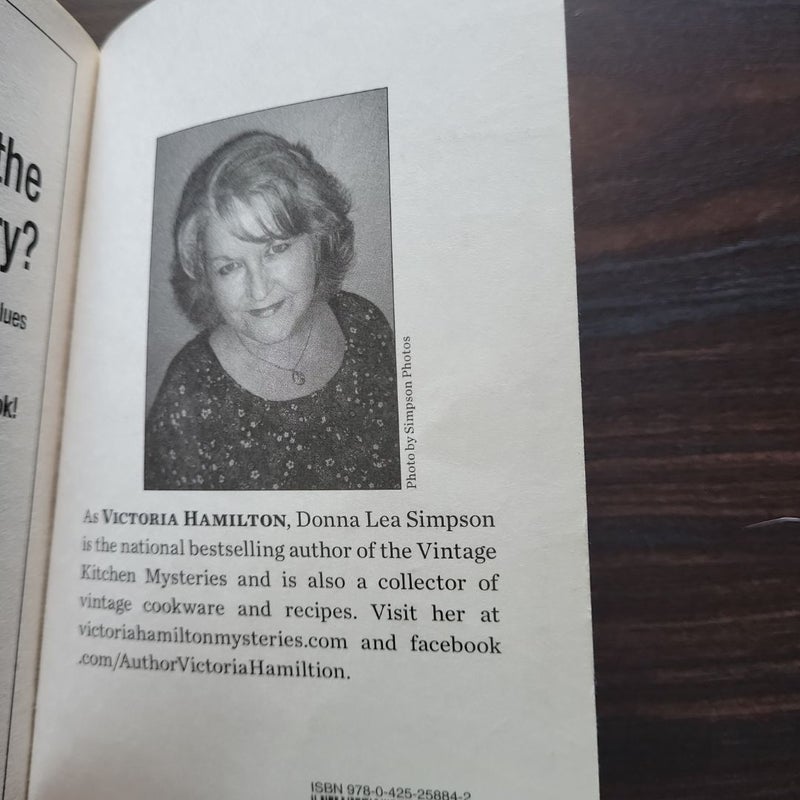 the
ry?
lues
ok!
Photo by Simpson Photos
As VICTORIA HAMILTON, Donna Lea Simpson
is the national bestselling author of the Vintage
Kitchen Mysteries and is also a collector of
vintage cookware and recipes. Visit her at
victoriahamiltonmysteries.com and facebook
.com/AuthorVictoriaHamiltion.
ISBN 978-0-425-25884-2